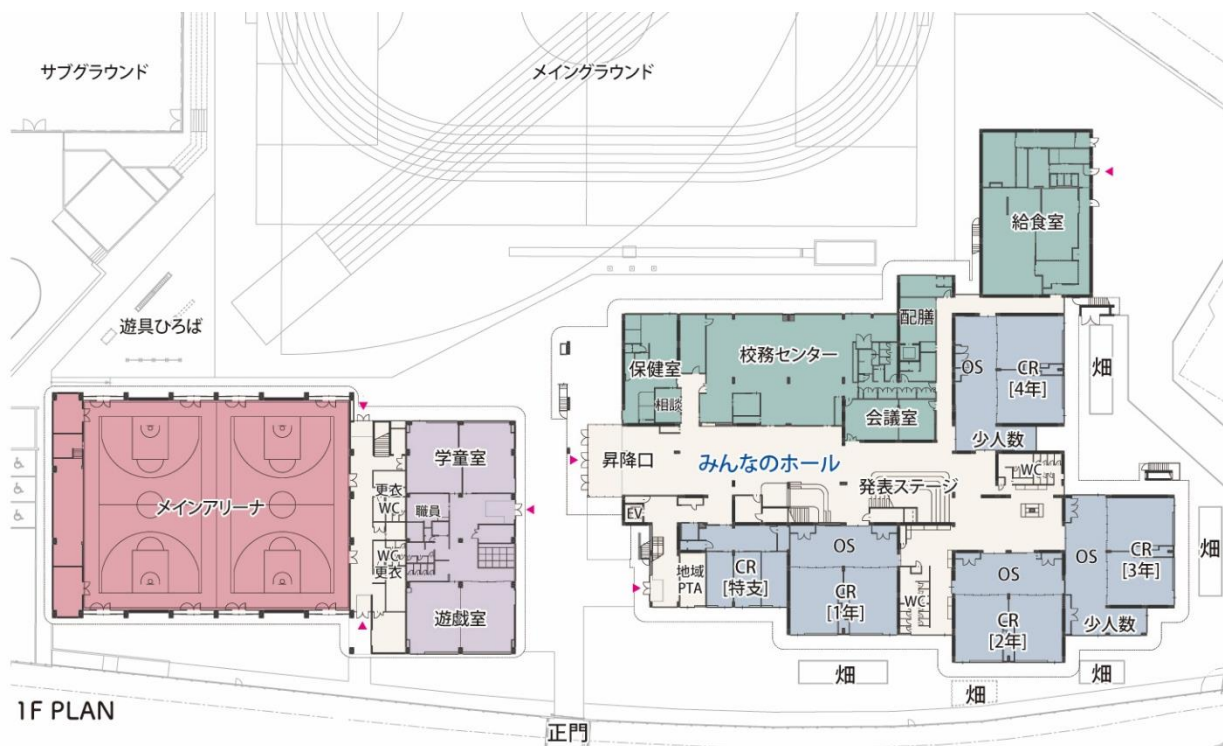 サブグラウンド
メイングラウンド
給食室
遊具ひろば
配膳
校務センター
保健室
相談
会議室
OS
CR
[4年]
畑
少人数
学童室
更衣
WC
職員
メインアリーナ
WC
更衣
遊戯室
昇降口
みんなのホール
発表ステージ
WC
EV
地域
PTA
CR
[特支]
OS
CR
[1年]
WC
OS
CR
[2年]
OS
CR
[3年]
少人数
畑
畑
畑
畑
1F PLAN
正門